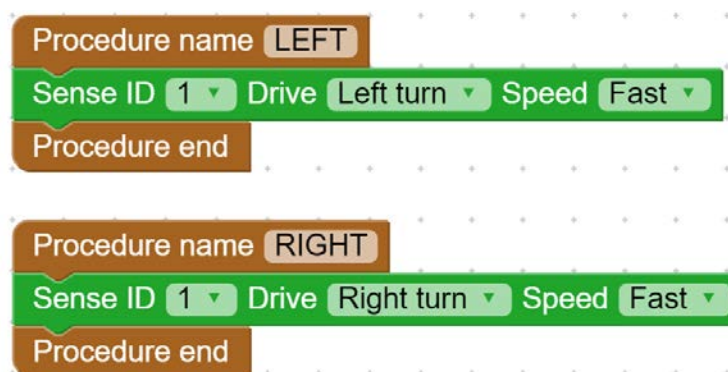 Procedure name LEFT
Sense ID 1 Drive Left turn Speed Fast
Procedure end
Procedure name RIGHT
Sense ID 1 Drive Right turn Speed Fast
Procedure end